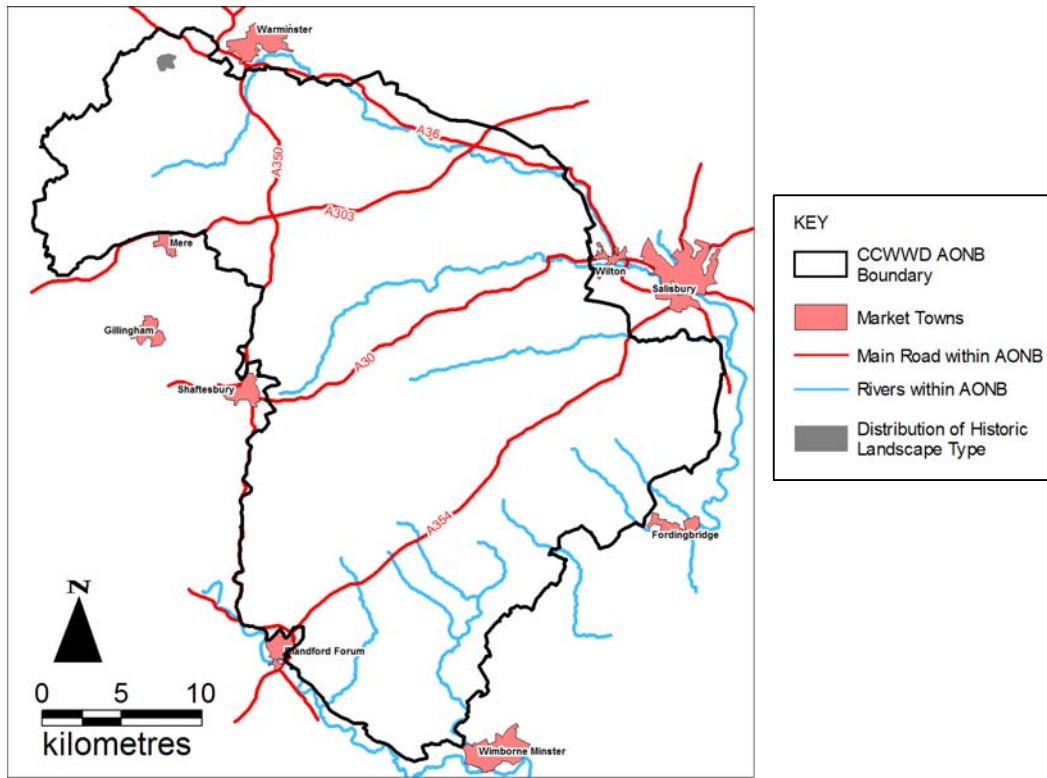 Warminster
A36
A350
A303
Mere
Wilton
Salisbury
Gillingham
A30
Shaftesbury
A354
Fordingbridge
N
Blandford Forum
0 5 10
kilometres
Wimborne Minster
KEY
CCWWD AONB
Boundary
Market Towns
Main Road within AONB
Rivers within AONB
Distribution of Historic
Landscape Type